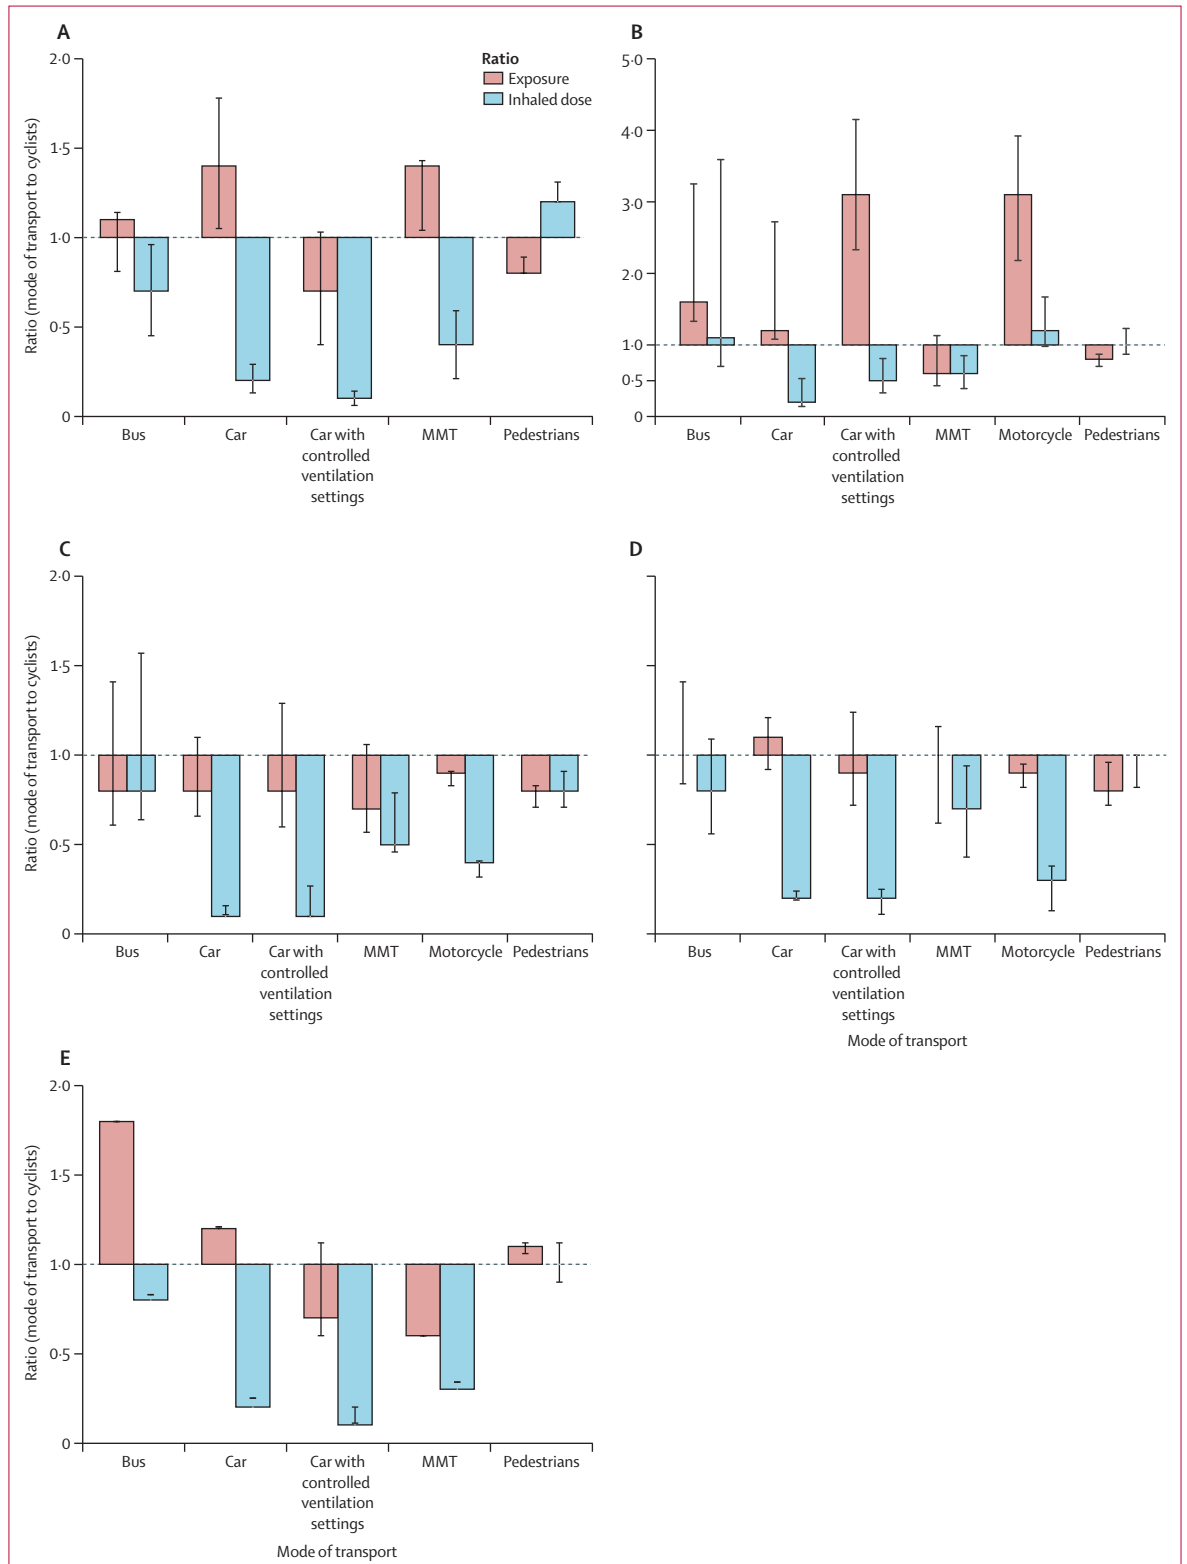 A
Ratio (mode of transport to cyclists)
2·0
1·5
1·0
0·5
0
Ratio
Exposure
Inhaled dose
Bus
Car
Car with
controlled
ventilation
settings
MMT
Pedestrians
B
5·0
4·0
3·0
2·0
1·0
0·5
0
Bus
Car
Car with
controlled
ventilation
settings
MMT
Motorcycle
Pedestrians
C
Ratio (mode of transport to cyclists)
2·0
1·5
1·0
0·5
0
Bus
Car
Car with
controlled
ventilation
settings
MMT
Motorcycle
Pedestrians
D
Bus
Car
Car with
controlled
ventilation
settings
MMT
Motorcycle
Pedestrians
Mode of transport
E
Ratio (mode of transport to cyclists)
2·0
1·5
1·0
0·5
0
Bus
Car
Car with
controlled
ventilation
settings
MMT
Pedestrians
Mode of transport